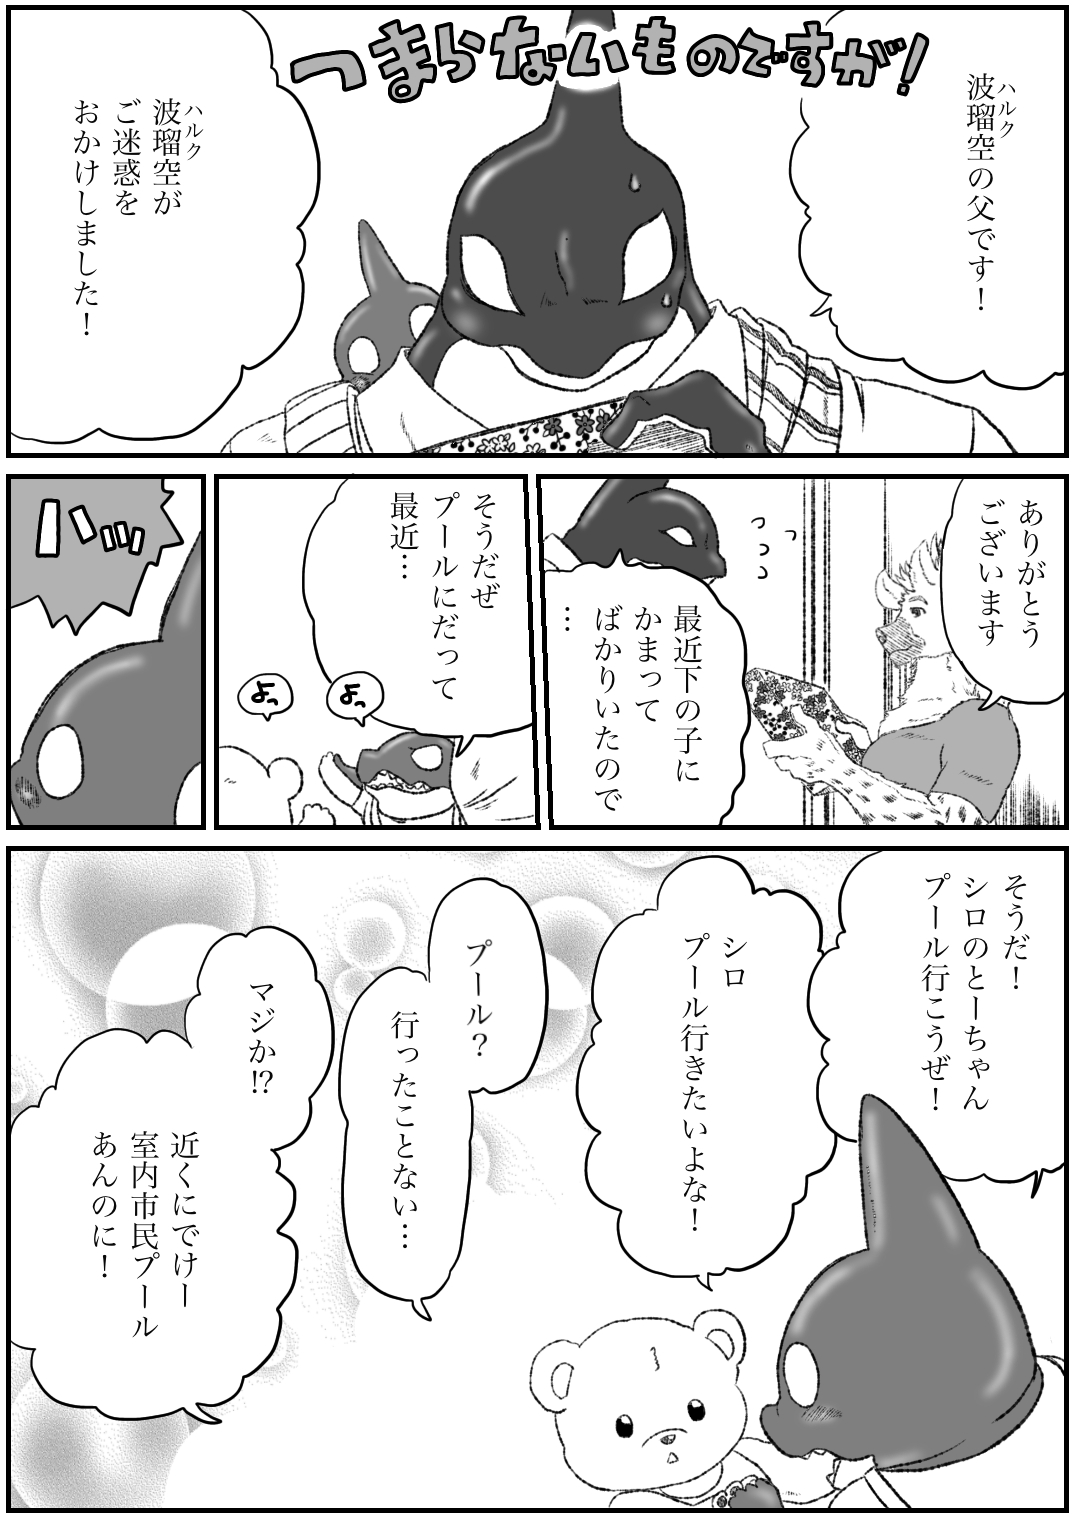 波瑠空の父です！
ハルク
つまらないものですが！
波瑠空が
ハルク
ご迷惑を
おかけしました！
ありがとう
ございます
最近下の子に
かまって
ばかりいたので
…
そうだぜ
プールにだって
最近…
よっ
よっ
ハッ
そうだ！
シロのとーちゃん
プール行こうぜ！
シロ
プール行きたいよな！
プール？
行ったことない…
マジか!?
近くにでけー
室内市民プール
あんのに！